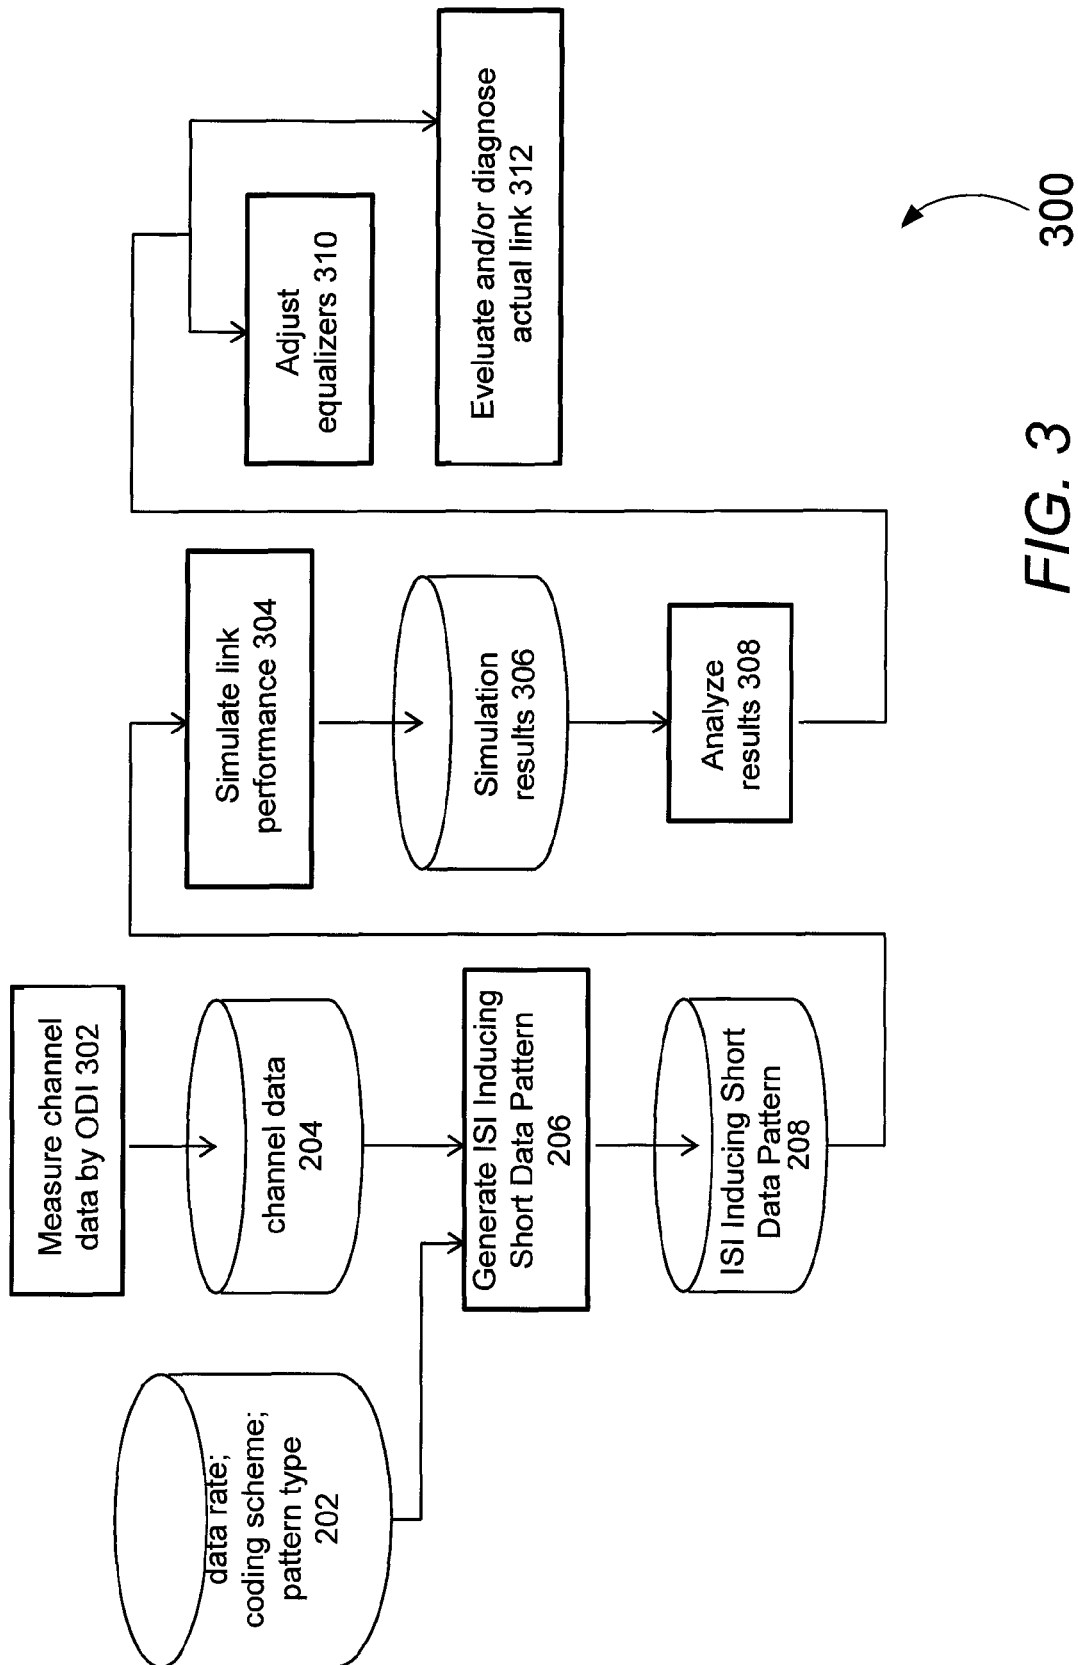 data rate;
coding scheme;
pattern type
202
Measure channel
data by ODI 302
channel data
204
Generate ISI Inducing
Short Data Pattern
206
ISI Inducing Short
Data Pattern
208
Simulate link
performance 304
Simulation
results 306
Analyze
results 308
Adjust
equalizers 310
Eveluate and/or diagnose
actual link 312
300
FIG. 3